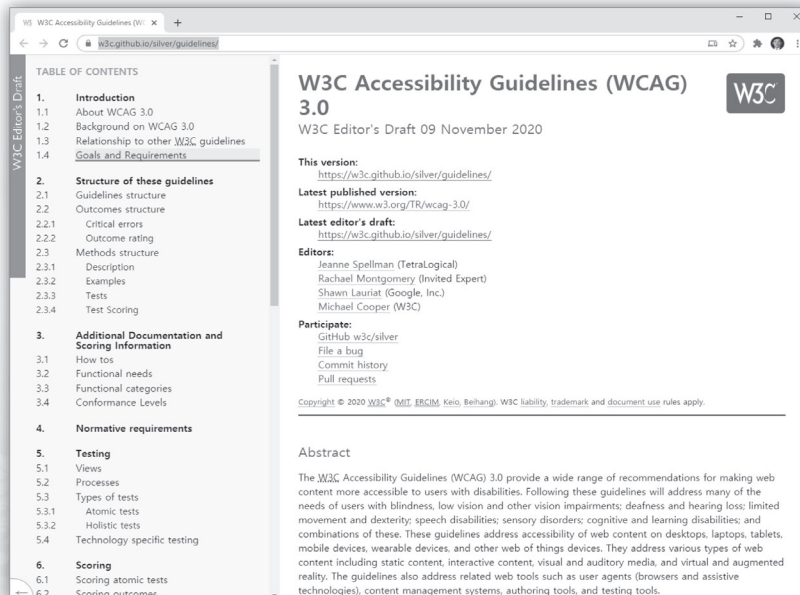 W3C Accessibility Guidelines (WC
w3c.github.io/silver/guidelines/
W3C Editor's Draft
TABLE OF CONTENTS
1. Introduction
1.1 About WCAG 3.0
1.2 Background on WCAG 3.0
1.3 Relationship to other W3C guidelines
1.4 Goals and Requirements
2. Structure of these guidelines
2.1 Guidelines structure
2.2 Outcomes structure
2.2.1 Critical errors
2.2.2 Outcome rating
2.3 Methods structure
2.3.1 Description
2.3.2 Examples
2.3.3 Tests
2.3.4 Test Scoring
3. Additional Documentation and
Scoring Information
3.1 How tos
3.2 Functional needs
3.3 Functional categories
3.4 Conformance Levels
4. Normative requirements
5. Testing
5.1 Views
5.2 Processes
5.3 Types of tests
5.3.1 Atomic tests
5.3.2 Holistic tests
5.4 Technology specific testing
6. Scoring
6.1 Scoring atomic tests
6.2 Scoring outcomes
W3C Accessibility Guidelines (WCAG)
3.0
W3C
W3C Editor's Draft 09 November 2020
This version:
https://w3c.github.io/silver/guidelines/
Latest published version:
https://www.w3.org/TR/wcag-3.0/
Latest editor's draft:
https://w3c.github.io/silver/guidelines/
Editors:
Jeanne Spellman (TetraLogical)
Rachael Montgomery (Invited Expert)
Shawn Lauriat (Google, Inc.)
Michael Cooper (W3C)
Participate:
GitHub w3c/silver
File a bug
Commit history
Pull requests
Copyright © 2020 W3C® (MIT, ERCIM, Keio, Beihang). W3C liability, trademark and document use rules apply.
Abstract
The W3C Accessibility Guidelines (WCAG) 3.0 provide a wide range of recommendations for making web
content more accessible to users with disabilities. Following these guidelines will address many of the
needs of users with blindness, low vision and other vision impairments; deafness and hearing loss; limited
movement and dexterity; speech disabilities; sensory disorders; cognitive and learning disabilities; and
combinations of these. These guidelines address accessibility of web content on desktops, laptops, tablets,
mobile devices, wearable devices, and other web of things devices. They address various types of web
content including static content, interactive content, visual and auditory media, and virtual and augmented
reality. The guidelines also address related web tools such as user agents (browsers and assistive
technologies), content management systems, authoring tools, and testing tools.